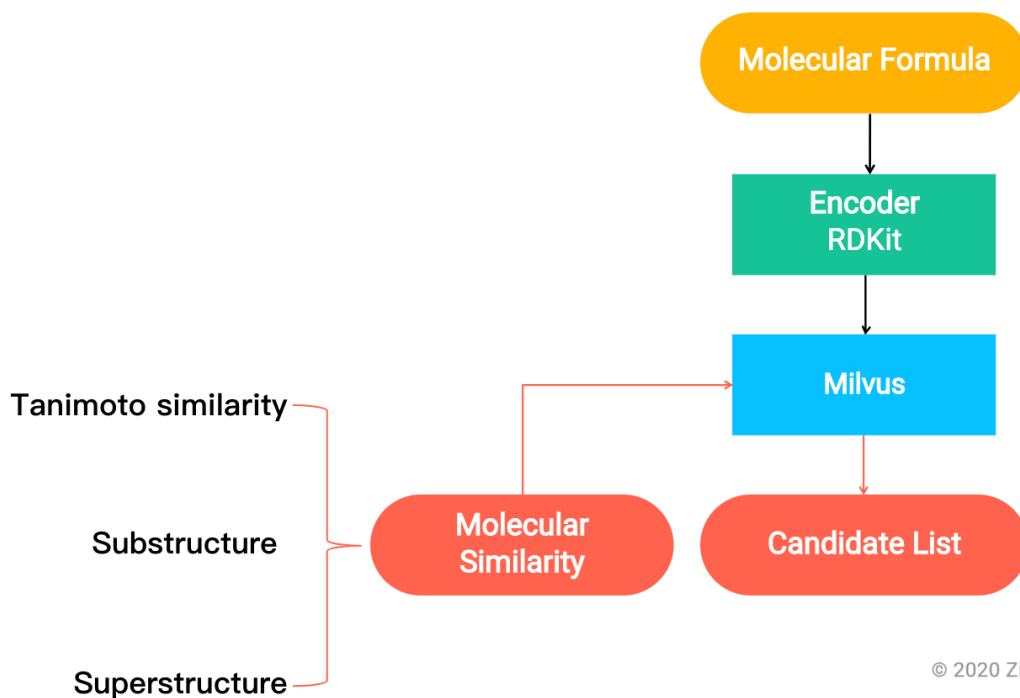 Molecular Formula
Encoder
RDKit
Milvus
Tanimoto similarity
Substructure
Superstructure
Molecular
Similarity
Candidate List
© 2020